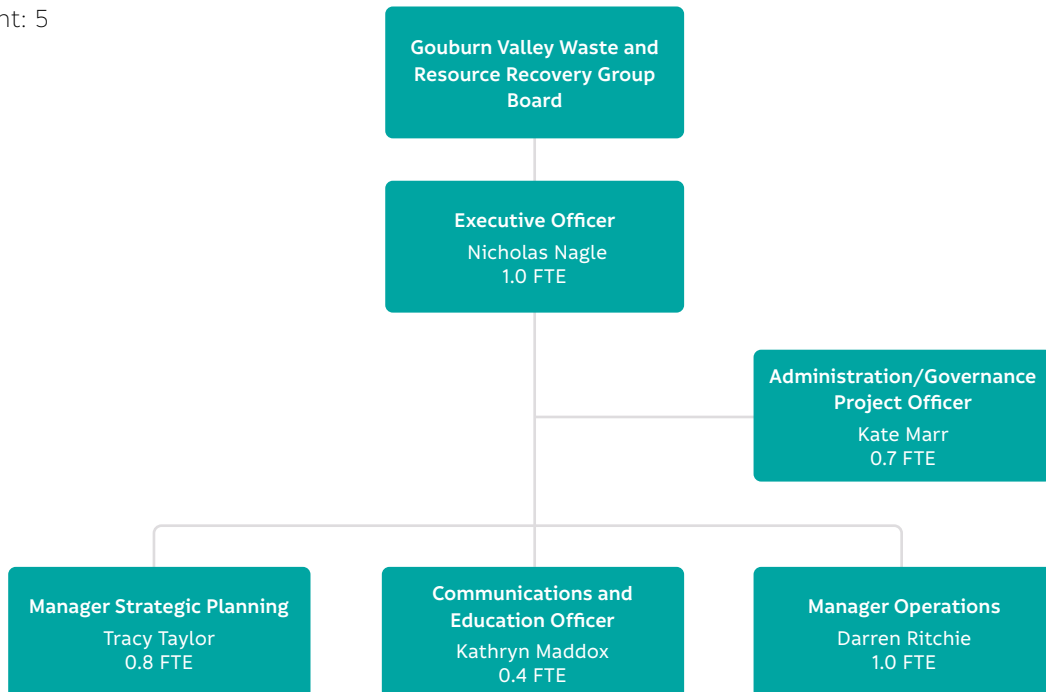 nt: 5
Gouburn Valley Waste and
Resource Recovery Group
Board
Executive Officer
Nicholas Nagle
1.0 FTE
Administration/Governance
Project Officer
Kate Marr
0.7 FTE
Manager Strategic Planning
Tracy Taylor
0.8 FTE
Communications and
Education Officer
Kathryn Maddox
0.4 FTE
Manager Operations
Darren Ritchie
1.0 FTE